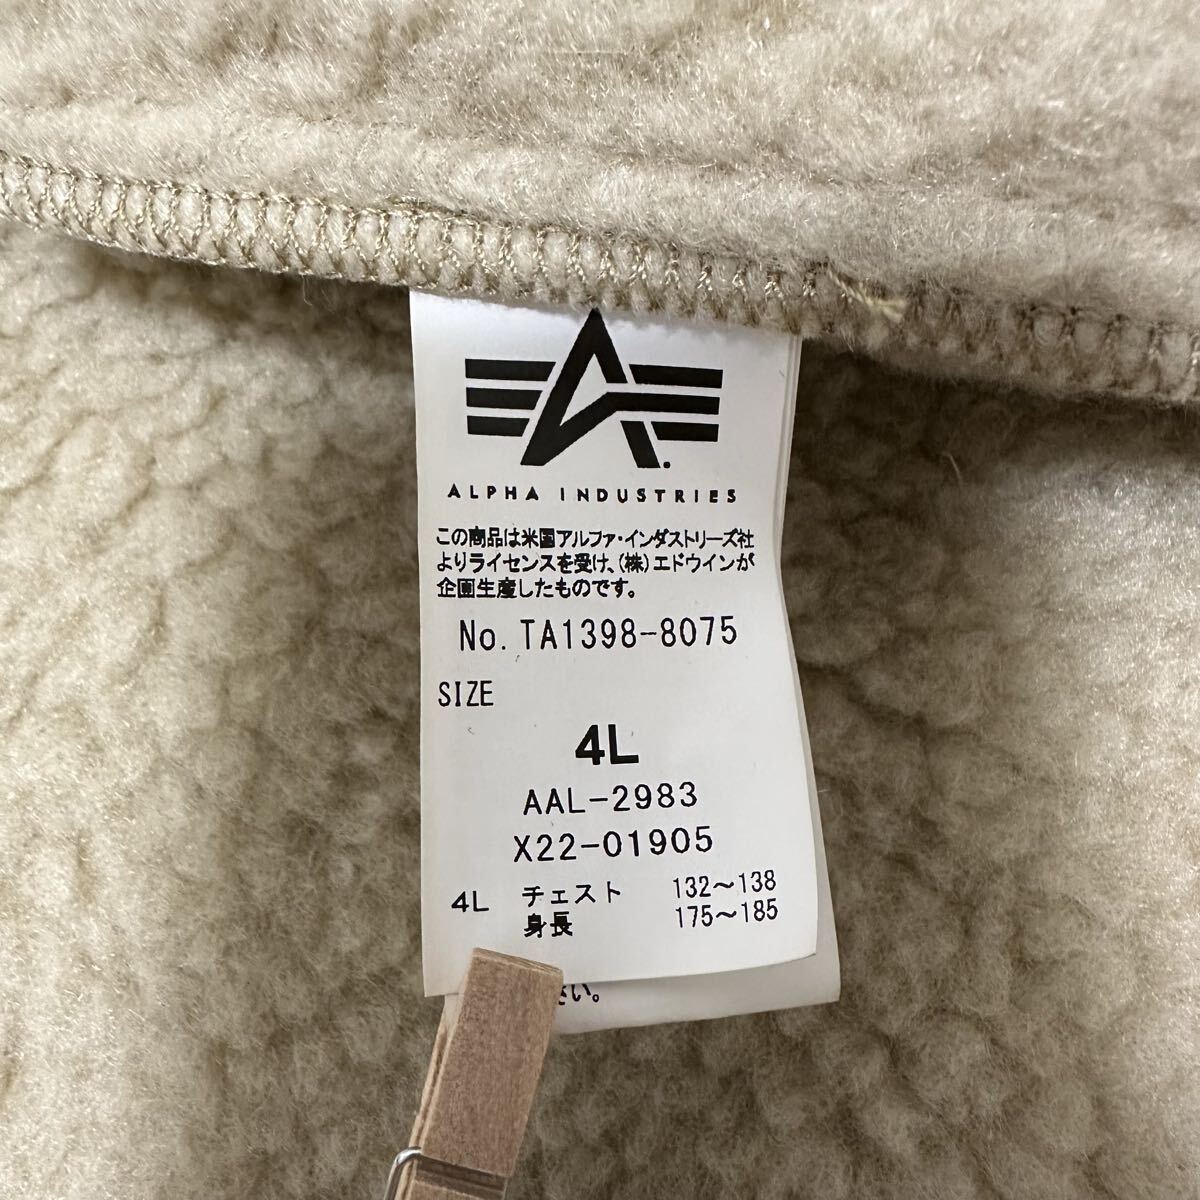 ALPHA INDUSTRIES
この商品は米国アルファ・インダストリーズ社
よりライセンスを受け、(株)エドウインが
企画生産したものです。
No. TA1398-8075
SIZE
4L
AAL-2983
X22-01905
4L チェスト 132~138
身長 175~185
さい。